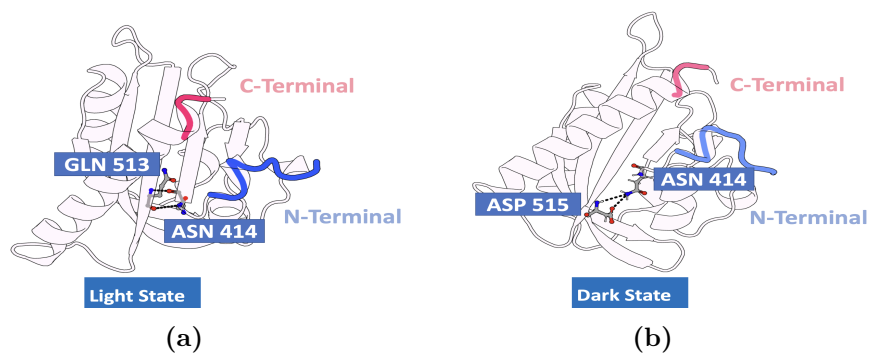 C-Terminal
GLN 513
N-Terminal
ASN 414
Light State
(a)
C-Terminal
ASN 414
ASP 515
N-Terminal
Dark State
(b)